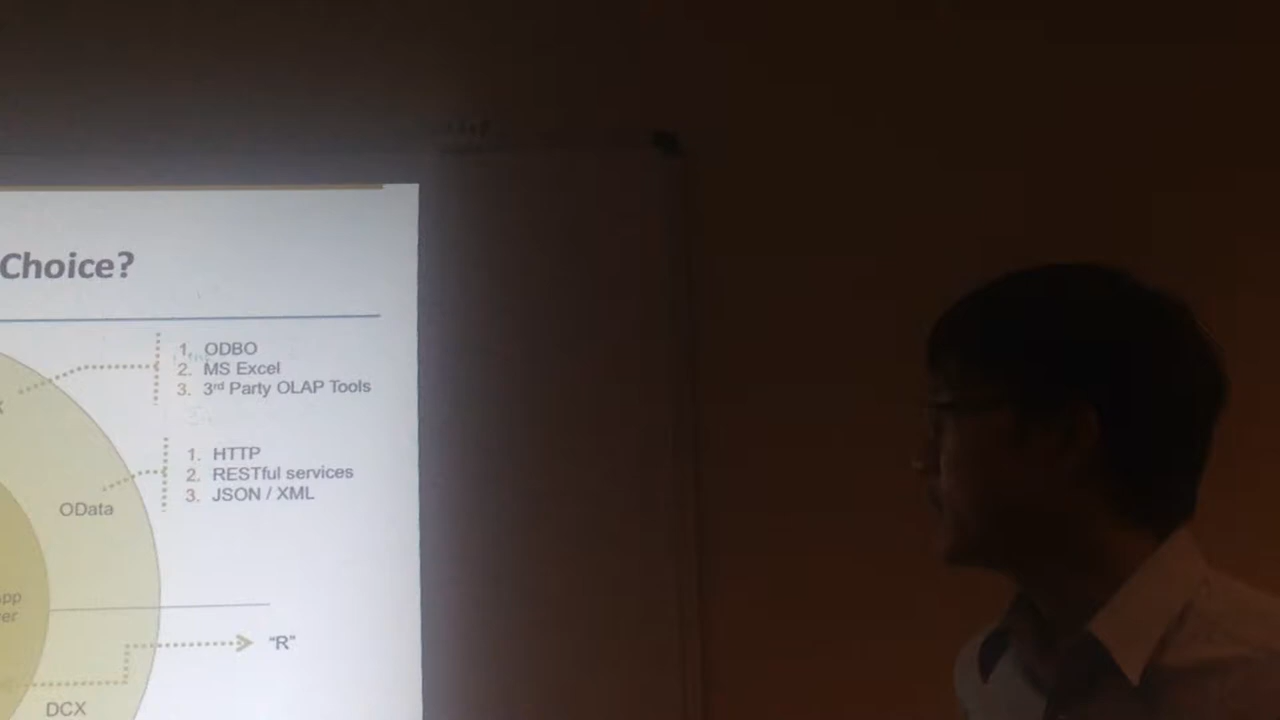 Choice?
1. ODBO
2. MS Excel
3. 3rd Party OLAP Tools
1. HTTP
2. RESTful services
3. JSON / XML
OData
"R"
DCX